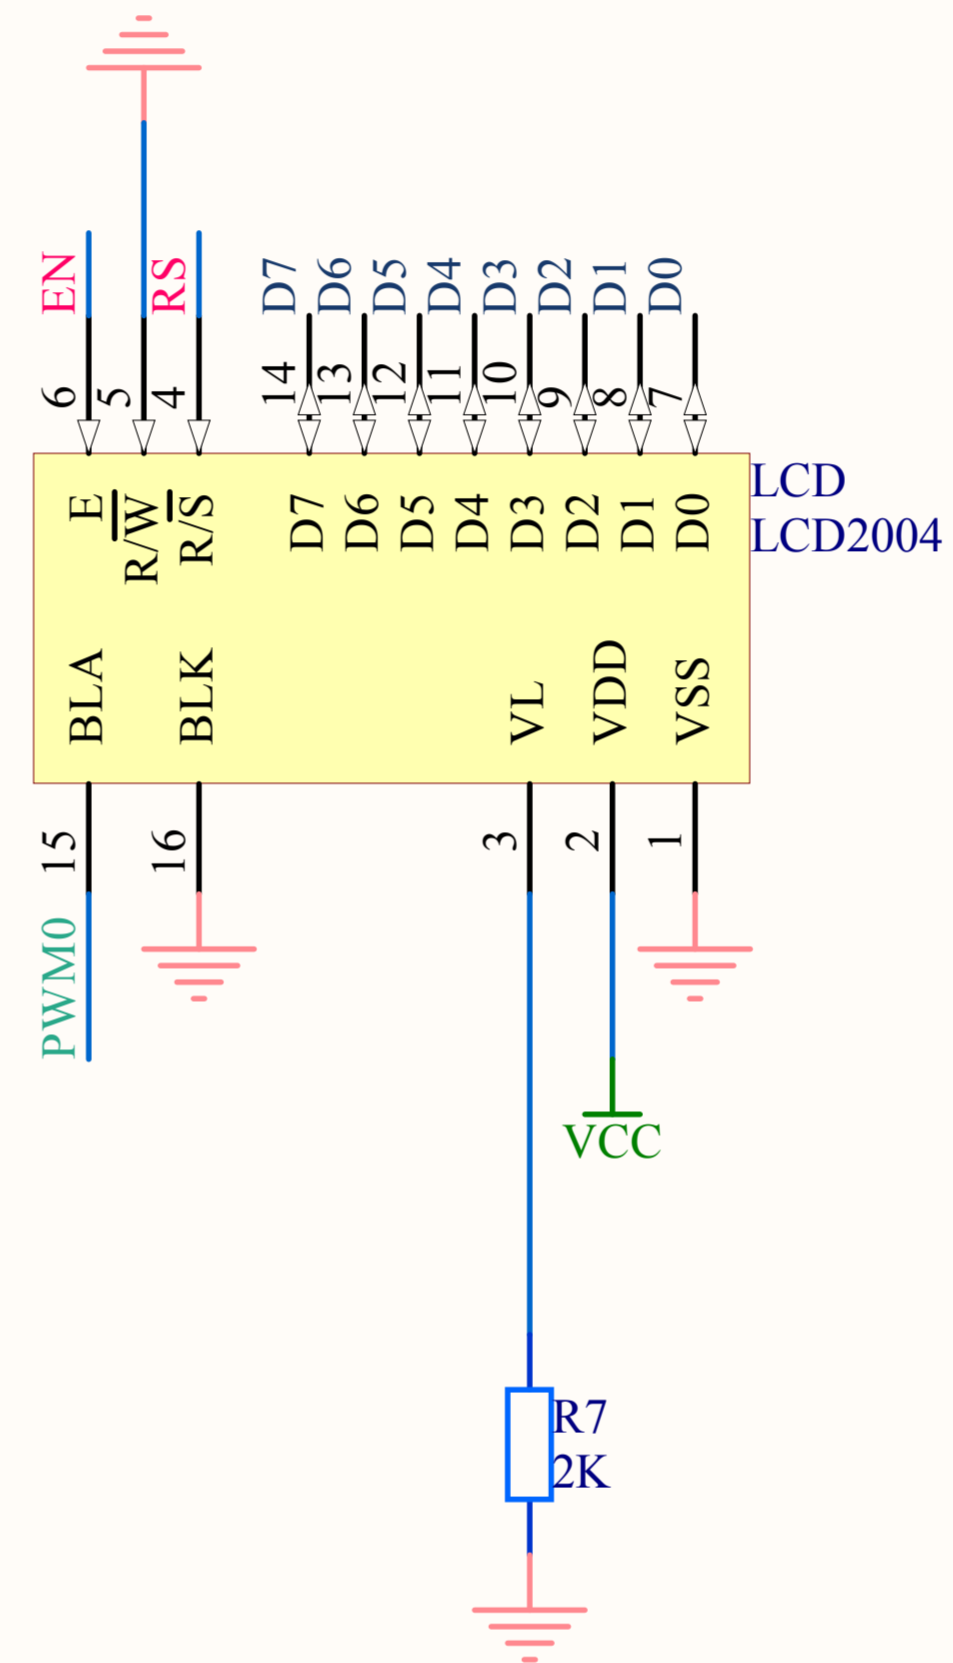 EN
RS
D7
D6
D5
D4
D3
D2
D1
D0
6
5
4
14
13
12
11
10
9
8
7
LCD
LCD2004
E
R/W
R/S
D7
D6
D5
D4
D3
D2
D1
D0
BLA
BLK
VL
VDD
VSS
15
16
3
2
1
PWM0
VCC
R7
2K